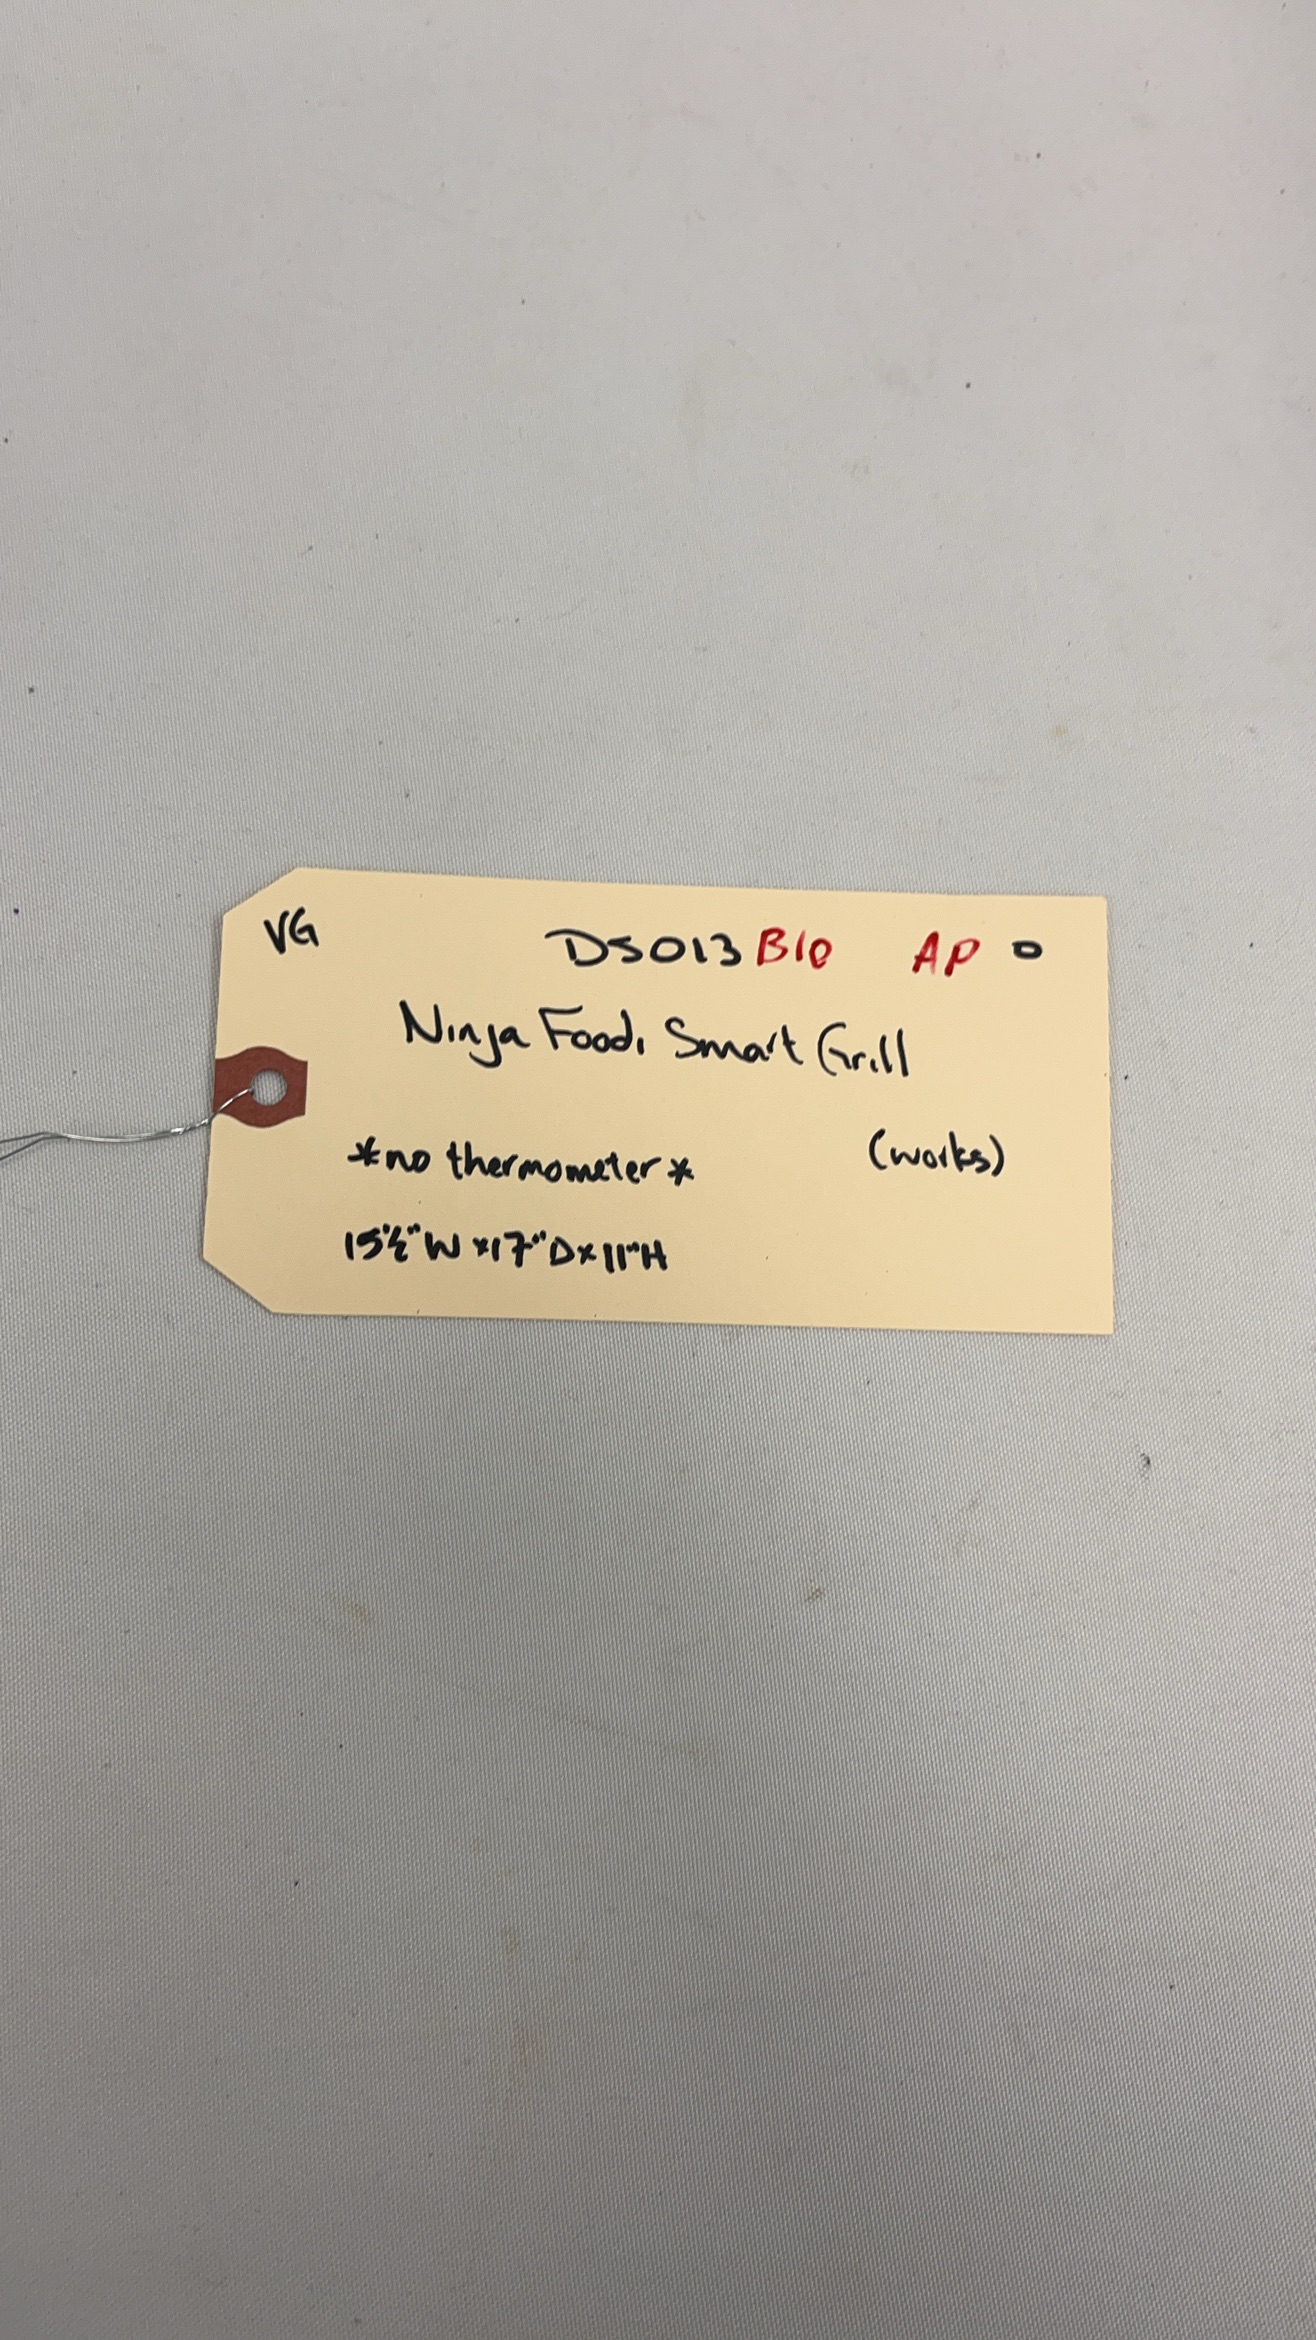 VG DS013 B10 AP O
Ninja Foodi Smart Grill
*no thermometer* (works)
15½"W x 17"D x 11"H